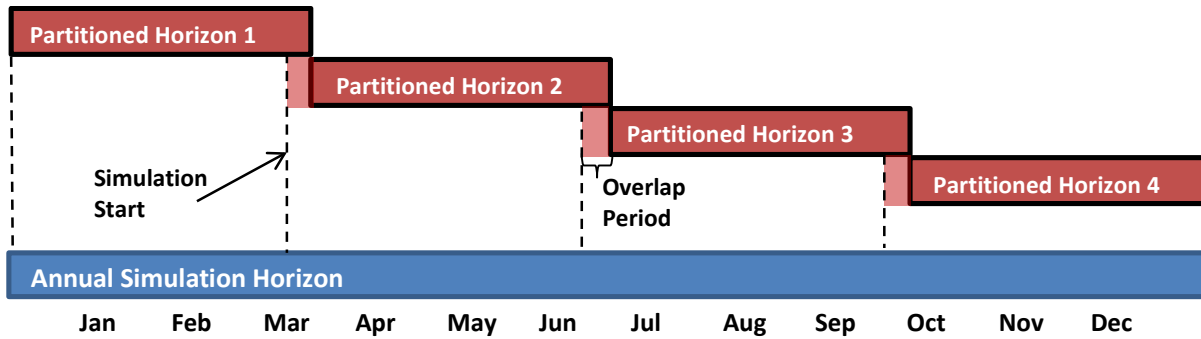 Partitioned Horizon 1
Partitioned Horizon 2
Partitioned Horizon 3
Partitioned Horizon 4
Simulation
Start
Overlap
Period
Annual Simulation Horizon
Jan Feb Mar Apr May Jun Jul Aug Sep Oct Nov Dec